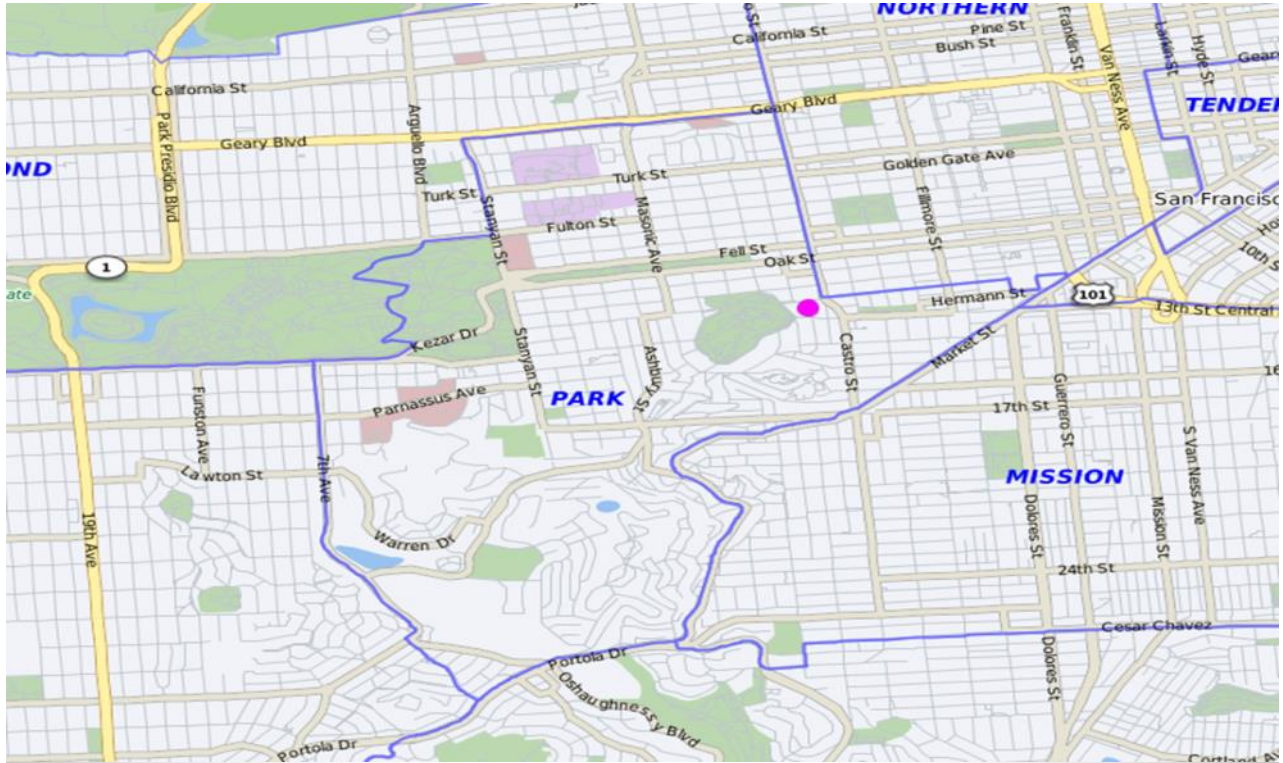 NORTHERN
California St
Pine St
Bush St
Franklin St
Larkin St
Hyde St
Van Ness Ave
California St
Park Presidio Blvd
Arguello Blvd
Geary Blvd
Geary Blvd
TENDE
OND
Golden Gate Ave
Turk St
Turk St
Stanyan St
Masonic Ave
Fillmore St
San Francisc
Fulton St
Fell St
Oak St
10th St
1
ate
101
Hermann St
13th St Central
Kezar Dr
Stanyan St
Ashbury St
Castro St
Market St
Parnassus Ave
PARK
17th St
Guerrero St
Funston Ave
Lawton St
7th Ave
MISSION
S Van Ness Ave
19th Ave
Warren Dr
Dolores St
Mission St
24th St
Cesar Chavez
Portola Dr
Dolores St
Oshaughnessy Blvd
Portola Dr
Cortland Av